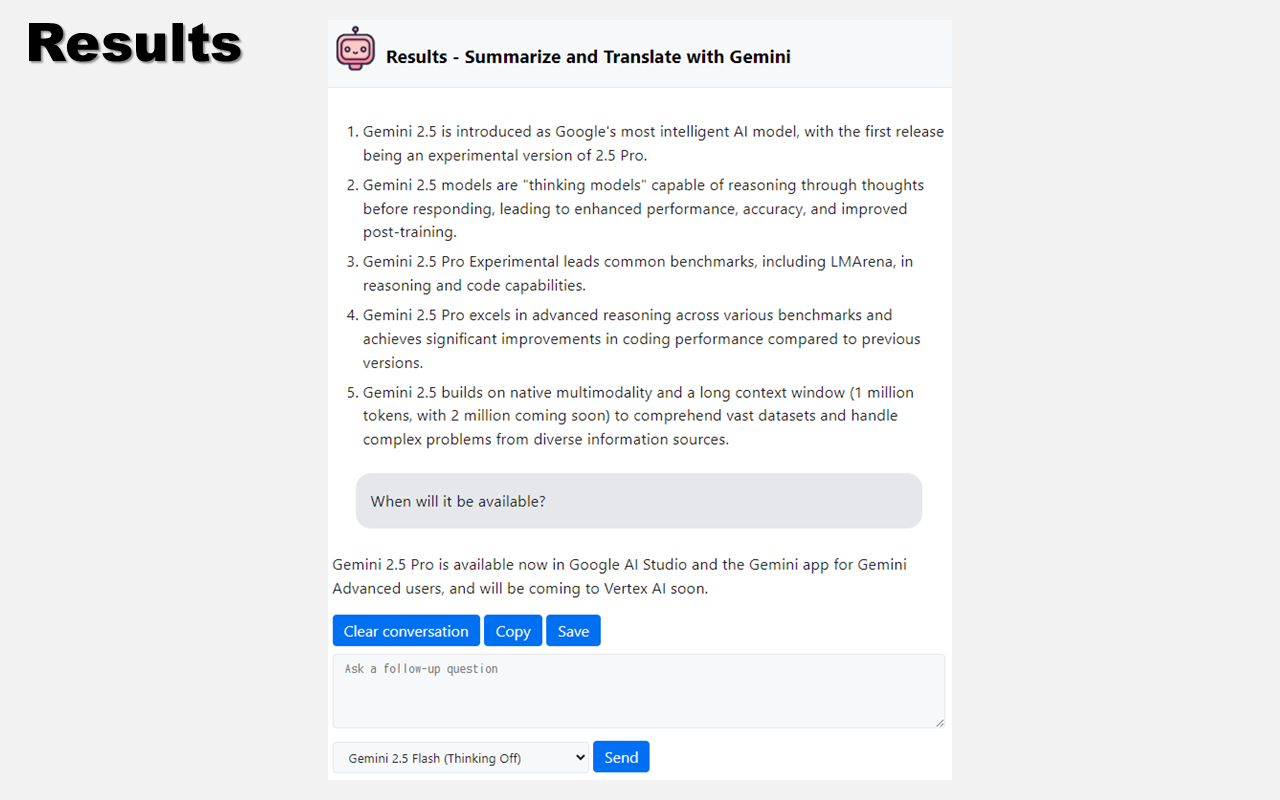 Results
Results - Summarize and Translate with Gemini
1. Gemini 2.5 is introduced as Google's most intelligent AI model, with the first release
being an experimental version of 2.5 Pro.
2. Gemini 2.5 models are "thinking models" capable of reasoning through thoughts
before responding, leading to enhanced performance, accuracy, and improved
post-training.
3. Gemini 2.5 Pro Experimental leads common benchmarks, including LMArena, in
reasoning and code capabilities.
4. Gemini 2.5 Pro excels in advanced reasoning across various benchmarks and
achieves significant improvements in coding performance compared to previous
versions.
5. Gemini 2.5 builds on native multimodality and a long context window (1 million
tokens, with 2 million coming soon) to comprehend vast datasets and handle
complex problems from diverse information sources.
When will it be available?
Gemini 2.5 Pro is available now in Google AI Studio and the Gemini app for Gemini
Advanced users, and will be coming to Vertex AI soon.
Clear conversation Copy Save
Ask a follow-up question
Gemini 2.5 Flash (Thinking Off) Send